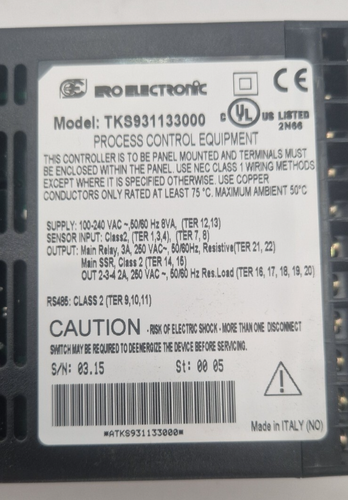 ERO ELECTRONIC
CE
Model: TKS931133000
C UL US LISTED
2N66
PROCESS CONTROL EQUIPMENT
THIS CONTROLLER IS TO BE PANEL MOUNTED AND TERMINALS MUST
BE ENCLOSED WITHIN THE PANEL. USE NEC CLASS 1 WIRING METHODS
EXCEPT WHERE IT IS MARKED OTHERWISE. USE COPPER
CONDUCTORS ONLY RATED AT LEAST 75 °C. MAXIMUM AMBIENT 50°C
SUPPLY: 100-240 VAC ~,50/60 Hz 8VA, (TER 12,13)
SENSOR INPUT: Class2, (TER 1,3,4), (TER 7, 8)
OUTPUT: Main Relay, 3A, 250 VAC~, 50/60Hz, Resistive(TER 21, 22)
Main SSR, Class 2 (TER 14, 15)
OUT 2-3-4 2A, 250 VAC ~, 50/60 Hz Res.Load (TER 16, 17, 18, 19, 20)
RS485: CLASS 2 (TER 9,10,11)
CAUTION - RISK OF ELECTRIC SHOCK - MORE THAN ONE DISCONNECT
SWITCH MAY BE REQUIRED TO DEENERGIZE THE DEVICE BEFORE SERVICING.
S/N: 03.15 St: 00 05
*ATKS931133000*
Made in ITALY (NO)